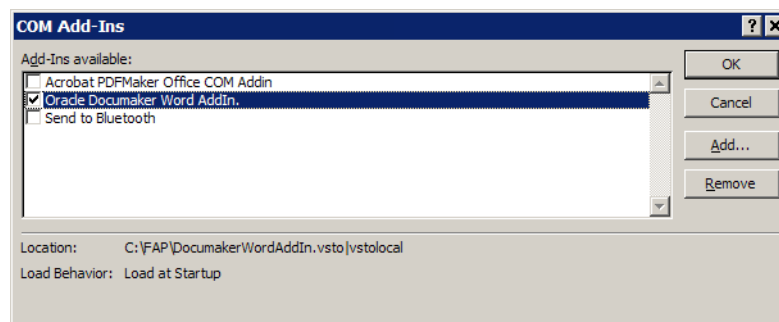 COM Add-Ins
Add-Ins available:
Acrobat PDFMaker Office COM Addin
Oracle Documaker Word AddIn.
Send to Bluetooth
OK
Cancel
Add...
Remove
Location: C:\FAP\DocumakerWordAddIn.vsto|vstolocal
Load Behavior: Load at Startup